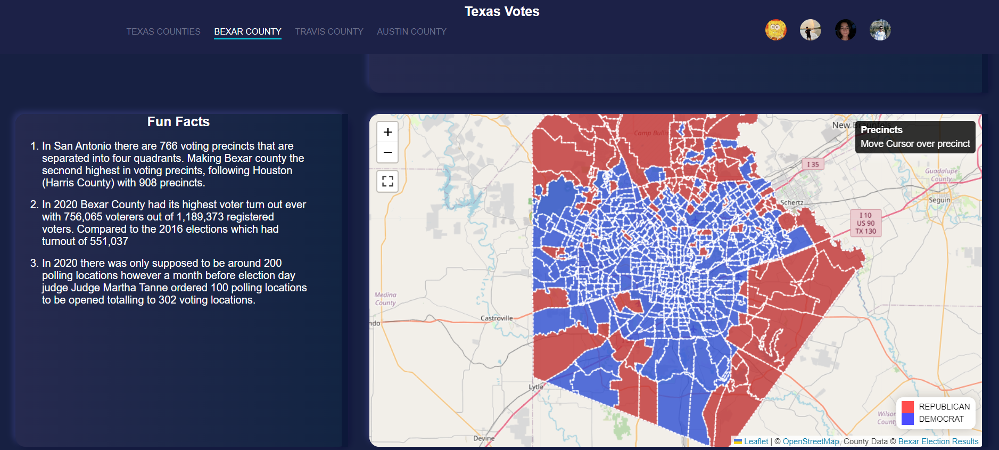 Texas Votes
TEXAS COUNTIES
BEXAR COUNTY
TRAVIS COUNTY
AUSTIN COUNTY
Fun Facts
1. In San Antonio there are 766 voting precincts that are
separated into four quadrants. Making Bexar county the
secnond highest in voting precints, following Houston
(Harris County) with 908 precincts.
2. In 2020 Bexar County had its highest voter turn out ever
with 756,065 voterers out of 1,189,373 registered
voters. Compared to the 2016 elections which had
turnout of 551,037
3. In 2020 there was only supposed to be around 200
polling locations however a month before election day
judge Judge Martha Tanne ordered 100 polling locations
to be opened totalling to 302 voting locations.
+
−
Camp Bullis
New Braunfels
Precincts
Move Cursor over precinct
I 35
Guadalupe
County
Schertz
Seguin
I 10
US 90
TX 130
Medina
County
Castroville
ndo
Lytle
Devine
Wilson
County
REPUBLICAN
DEMOCRAT
Leaflet | © OpenStreetMap, County Data © Bexar Election Results